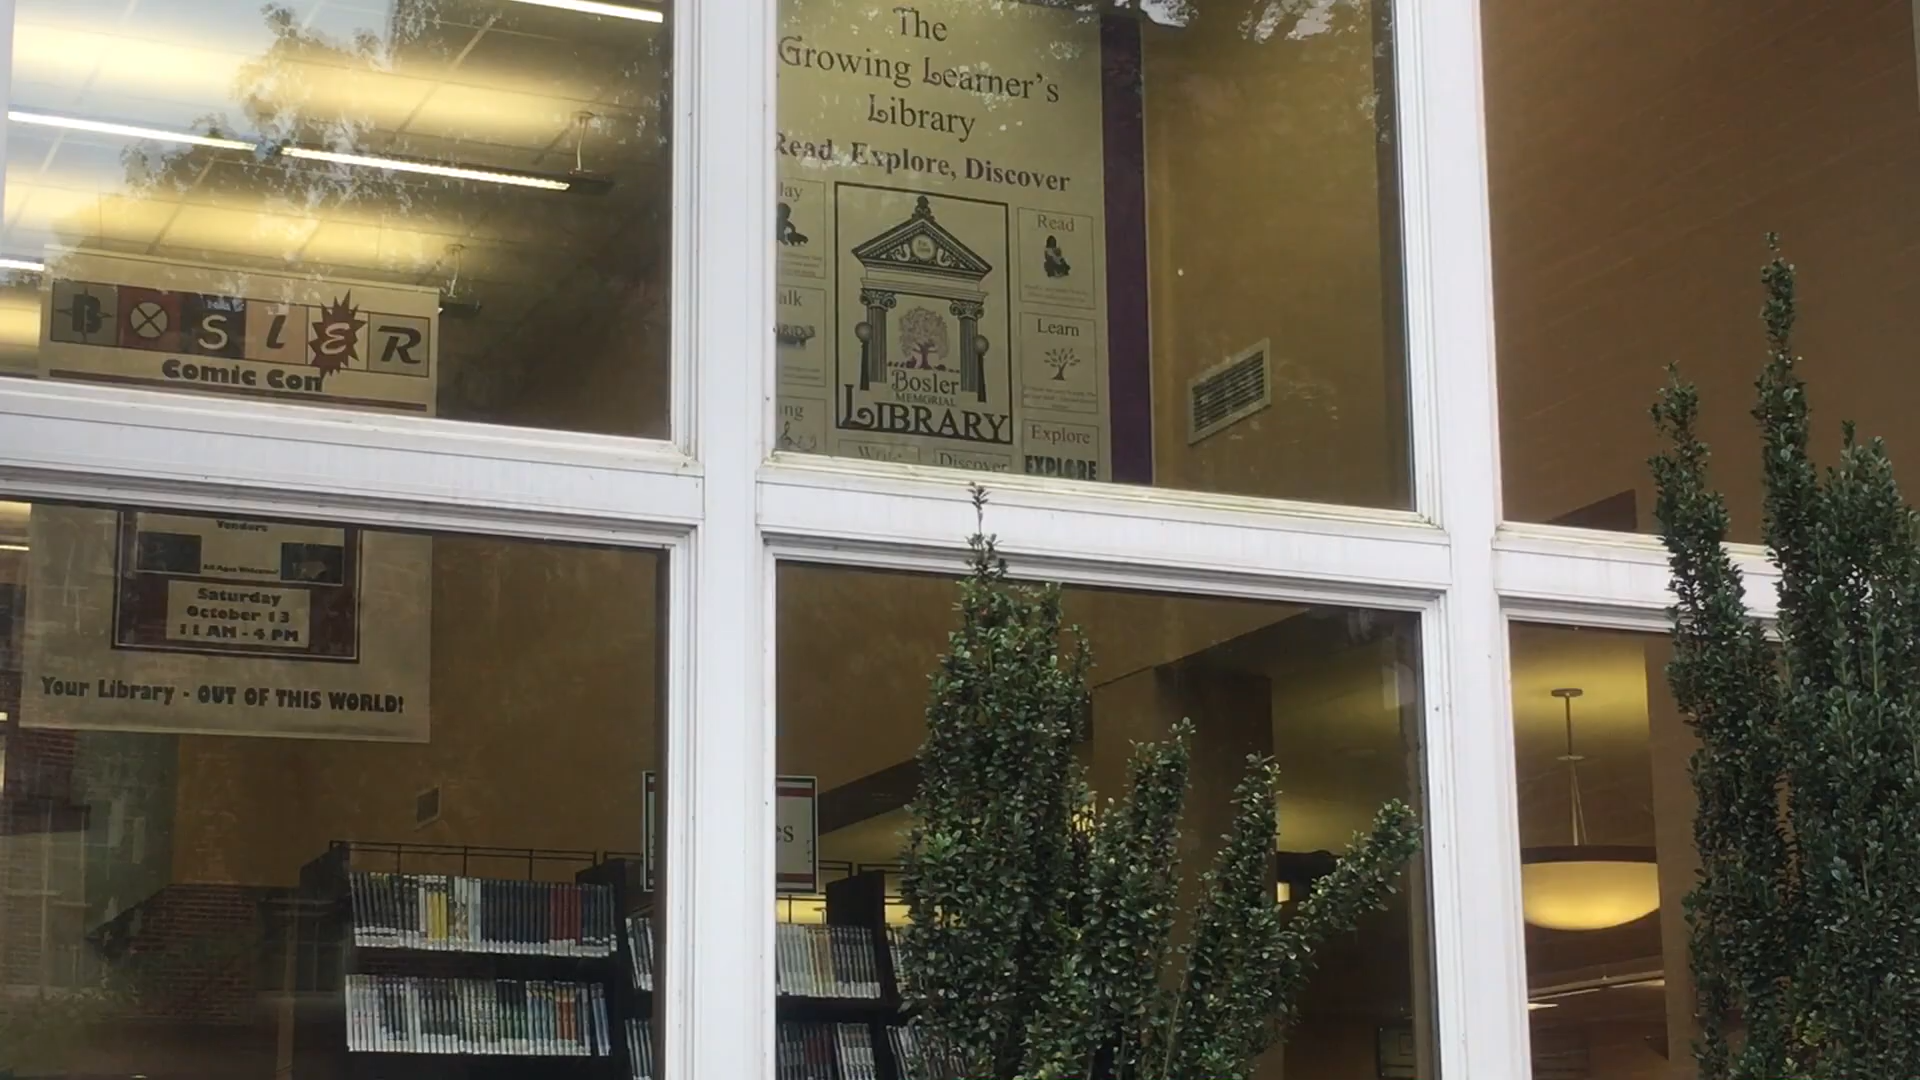 BOSLER
Comic Con
Vendors
All Ages Welcome!
Saturday
October 13
11 AM - 4 PM
Your Library - OUT OF THIS WORLD!
The
Growing Learner's
Library
Read, Explore, Discover
Read
Learn
Explore
EXPLORE
Bosler
MEMORIAL
LIBRARY
Write
Discover